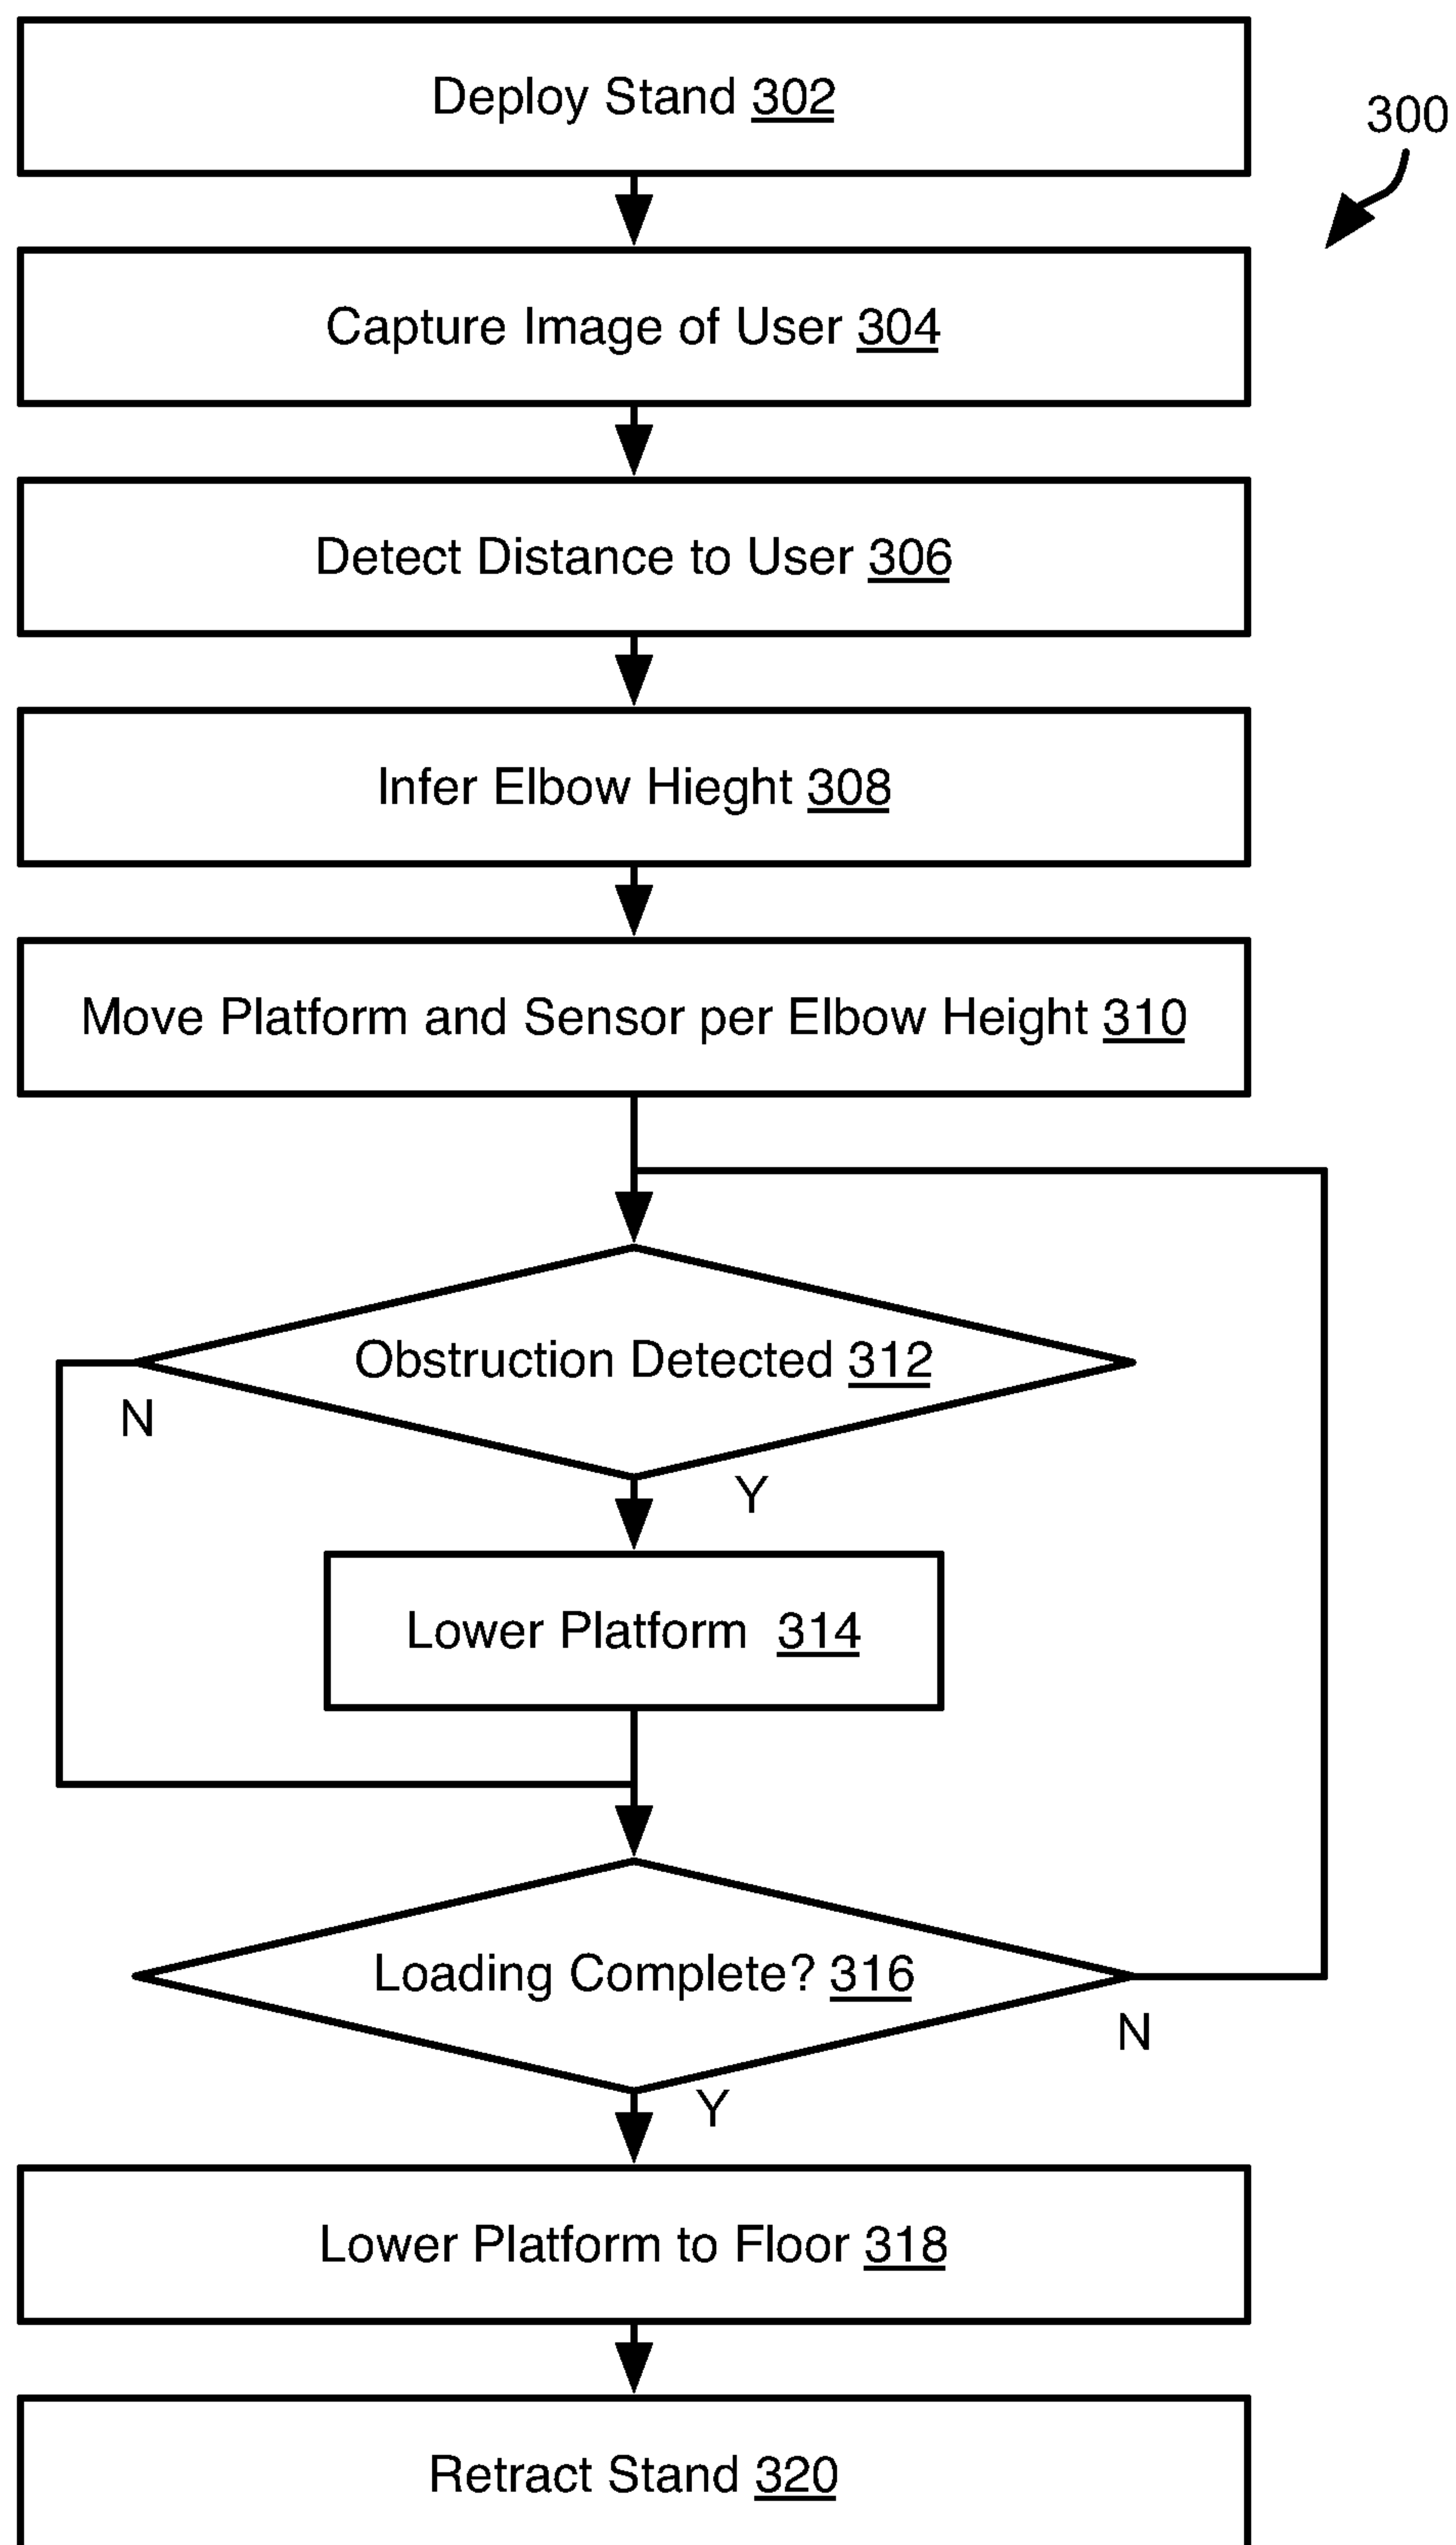 Deploy Stand 302
300
Capture Image of User 304
Detect Distance to User 306
Infer Elbow Hieght 308
Move Platform and Sensor per Elbow Height 310
Obstruction Detected 312
N
Y
Lower Platform 314
Loading Complete? 316
N
Y
Lower Platform to Floor 318
Retract Stand 320